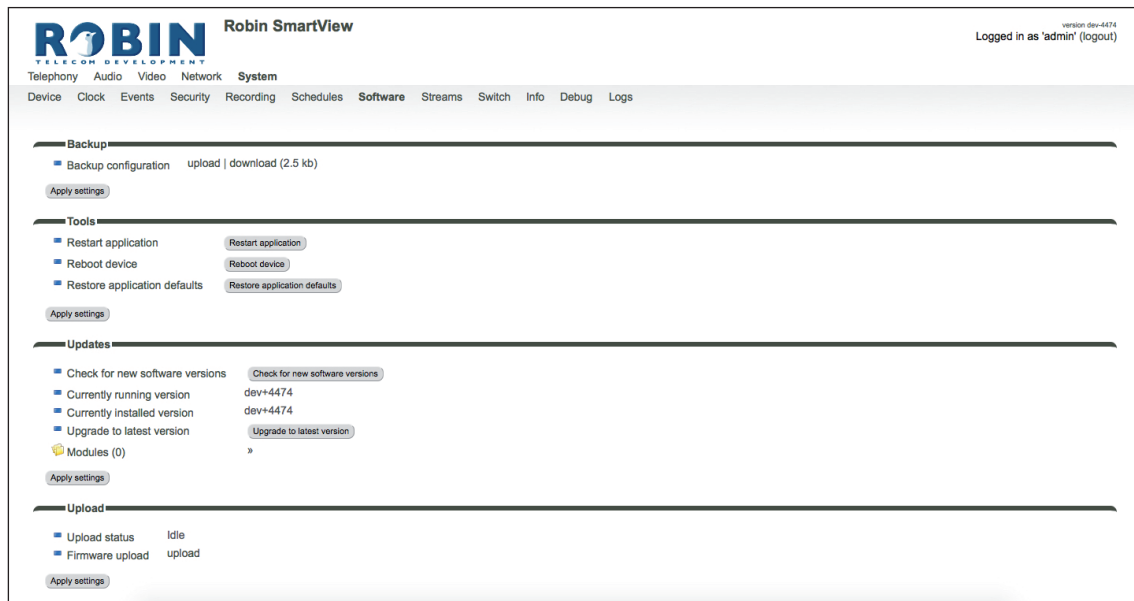 ROBIN
TELECOM DEVELOPMENT
Robin SmartView
version dev-4474
Logged in as 'admin' (logout)
Telephony Audio Video Network System
Device Clock Events Security Recording Schedules Software Streams Switch Info Debug Logs
Backup
Backup configuration upload | download (2.5 kb)
Apply settings
Tools
Restart application Restart application
Reboot device Reboot device
Restore application defaults Restore application defaults
Apply settings
Updates
Check for new software versions Check for new software versions
Currently running version dev+4474
Currently installed version dev+4474
Upgrade to latest version Upgrade to latest version
Modules (0) »
Apply settings
Upload
Upload status Idle
Firmware upload upload
Apply settings